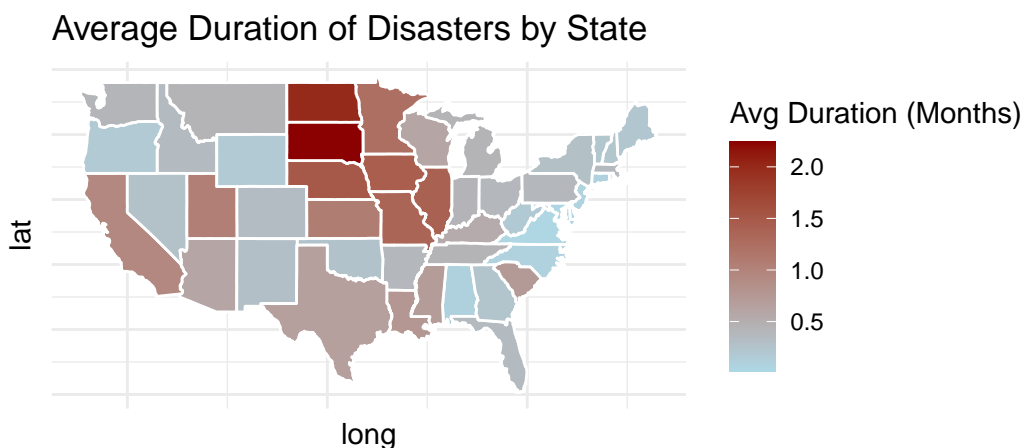 Average Duration of Disasters by State
lat
long
Avg Duration (Months)
2.0
1.5
1.0
0.5